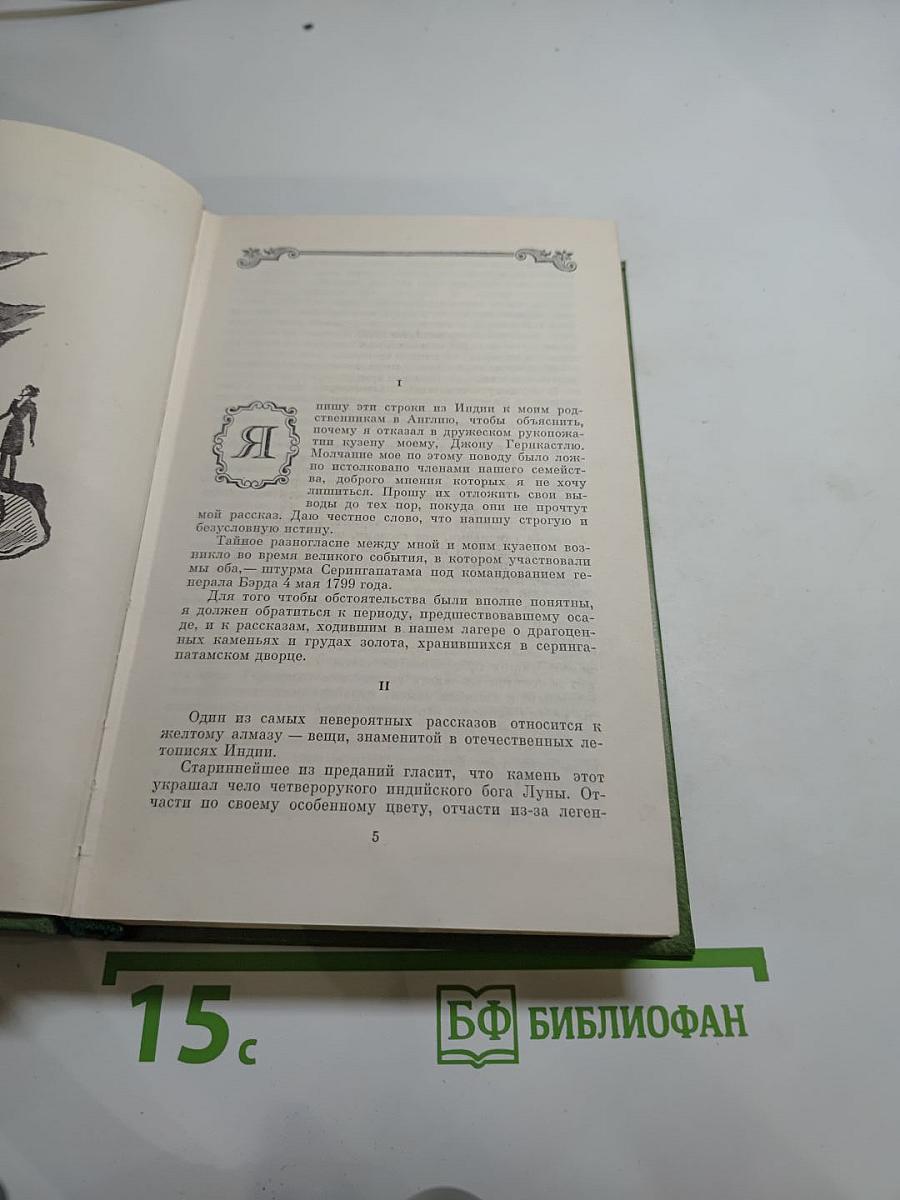 I
Я
пишу эти строки из Индии к моим род-
ственникам в Англию, чтобы объяснить,
почему я отказал в дружеском рукопожа-
тии кузену моему, Джону Гернкастлю.
Молчание мое по этому поводу было лож-
но истолковано членами нашего семейст-
ва, доброго мнения которых я не хочу
лишиться. Прошу их отложить свои вы-
воды до тех пор, покуда они не прочтут
мой рассказ. Даю честное слово, что напишу строгую и
безусловную истину.
Тайное разногласие между мной и моим кузеном воз-
никло во время великого события, в котором участвовали
мы оба,— штурма Серингапатама под командованием ге-
нерала Бэрда 4 мая 1799 года.
Для того чтобы обстоятельства были вполне понятны,
я должен обратиться к периоду, предшествовавшему оса-
де, и к рассказам, ходившим в нашем лагере о драгоцен-
ных каменьях и грудах золота, хранившихся в серинга-
патамском дворце.
II
Один из самых невероятных рассказов относится к
желтому алмазу — вещи, знаменитой в отечественных ле-
тописях Индии.
Стариннейшее из преданий гласит, что камень этот
украшал чело четверорукого индийского бога Луны. От-
части по своему особенному цвету, отчасти из-за леген-
5
15 с
БФ БИБЛИОФАН